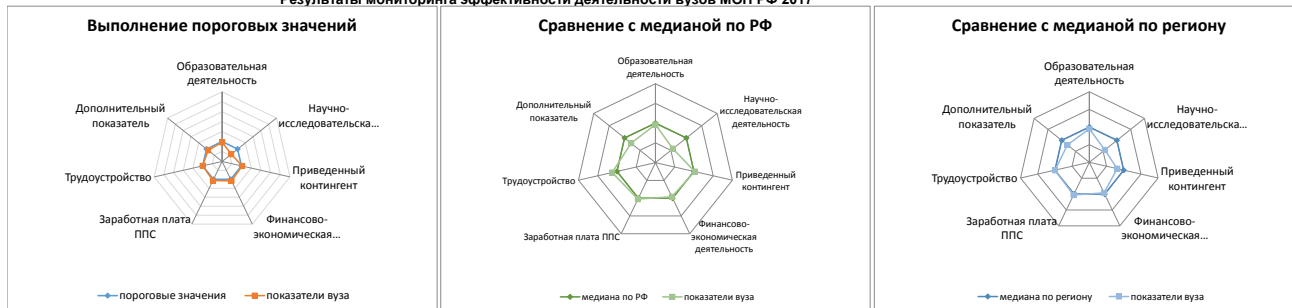 Результаты мониторинга эффективности деятельности вузов МОН РФ 2017
Выполнение пороговых значений
Образовательная
деятельность
Научно-
исследовательска...
Приведенный
контингент
Финансово-
экономическая...
Заработная плата
ППС
Трудоустройство
Дополнительный
показатель
пороговые значения
показатели вуза
Сравнение с медианой по РФ
Образовательная
деятельность
Научно-
исследовательская
деятельность
Приведенный
контингент
Финансово-
экономическая
деятельность
Заработная плата ППС
Трудоустройство
Дополнительный
показатель
медиана по РФ
показатели вуза
Сравнение с медианой по региону
Образовательная
деятельность
Научно-
исследовательска...
Приведенный
контингент
Финансово-
экономическая...
Заработная плата
ППС
Трудоустройство
Дополнительный
показатель
медиана по региону
показатели вуза